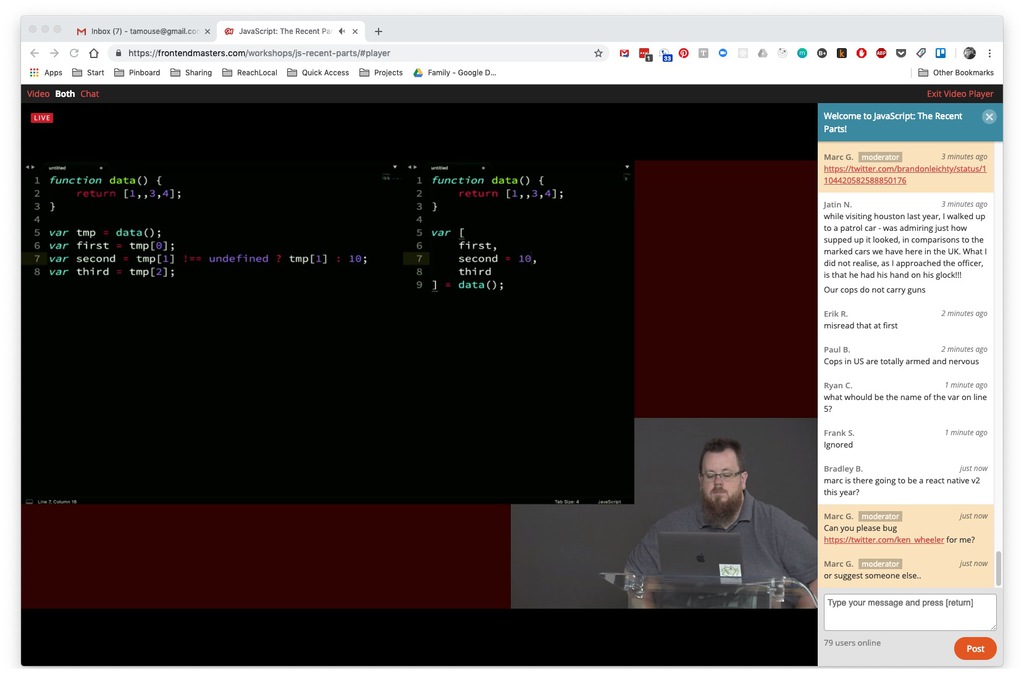 Inbox (7) - tamouse@gmail.co
JavaScript: The Recent Pa
https://frontendmasters.com/workshops/js-recent-parts/#player
1
33
Apps
Start
Pinboard
Sharing
ReachLocal
Quick Access
Projects
Family - Google D...
Other Bookmarks
Video Both Chat
Exit Video Player
LIVE
untitled
1 function data() {
2 return [1,,3,4];
3 }
4
5 var tmp = data();
6 var first = tmp[0];
7 var second = tmp[1] !== undefined ? tmp[1] : 10;
8 var third = tmp[2];
untitled
1 function data() {
2 return [1,,3,4];
3 }
4
5 var [
6 first,
7 second = 10,
8 third
9 ] = data();
Tab Size: 4
JavaScript
Welcome to JavaScript: The Recent
Parts!
Marc G. moderator 3 minutes ago
https://twitter.com/brandonleichty/status/1
104420582588850176
Jatin N. 3 minutes ago
while visiting houston last year, I walked up
to a patrol car - was admiring just how
supped up it looked, in comparisons to the
marked cars we have here in the UK. What I
did not realise, as I approached the officer,
is that he had his hand on his glock!!!
Our cops do not carry guns
Erik R. 2 minutes ago
misread that at first
Paul B. 2 minutes ago
Cops in US are totally armed and nervous
Ryan C. 1 minute ago
what whould be the name of the var on line
5?
Frank S. 1 minute ago
Ignored
Bradley B. just now
marc is there going to be a react native v2
this year?
Marc G. moderator just now
Can you please bug
https://twitter.com/ken_wheeler for me?
Marc G. moderator just now
or suggest someone else..
Type your message and press [return]
79 users online
Post